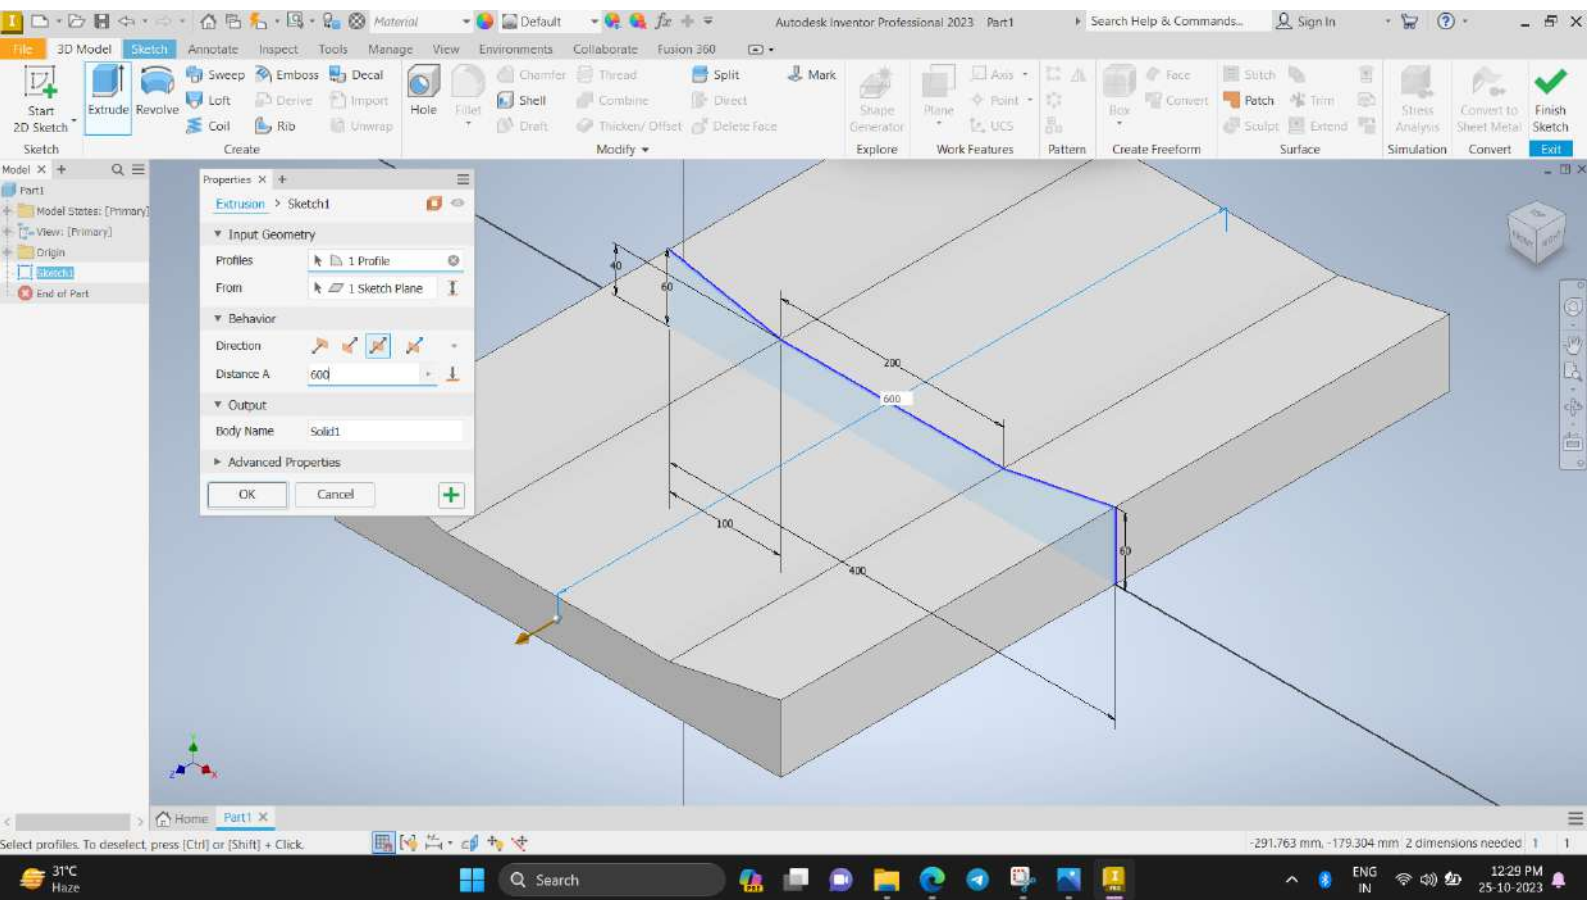 Material
Default
fx
Autodesk Inventor Professional 2023 Part1
Search Help & Commands...
Sign In
File 3D Model Sketch Annotate Inspect Tools Manage View Environments Collaborate Fusion 360
Start
2D Sketch
Extrude
Revolve
Sweep
Emboss
Decal
Loft
Derive
Import
Coil
Rib
Unwrap
Hole
Fillet
Chamfer
Thread
Shell
Combine
Draft
Thicken/ Offset
Split
Direct
Delete Face
Mark
Shape
Generator
Plane
Axis
Point
UCS
Box
Face
Convert
Stitch
Patch
Trim
Sculpt
Extend
Stress
Analysis
Convert to
Sheet Metal
Finish
Sketch
Sketch Create Modify Explore Work Features Pattern Create Freeform Surface Simulation Convert Exit
Model
Part1
Model States: [Primary]
View: [Primary]
Origin
Sketch1
End of Part
Properties
Extrusion > Sketch1
Input Geometry
Profiles 1 Profile
From 1 Sketch Plane
Behavior
Direction
Distance A 600
Output
Body Name Solid1
Advanced Properties
OK Cancel
40
60
200
600
100
400
60
Home Part1
Select profiles. To deselect, press [Ctrl] or [Shift] + Click.
-291.763 mm, -179.304 mm 2 dimensions needed 1 1
31°C
Haze
Search
ENG
IN
12:29 PM
25-10-2023